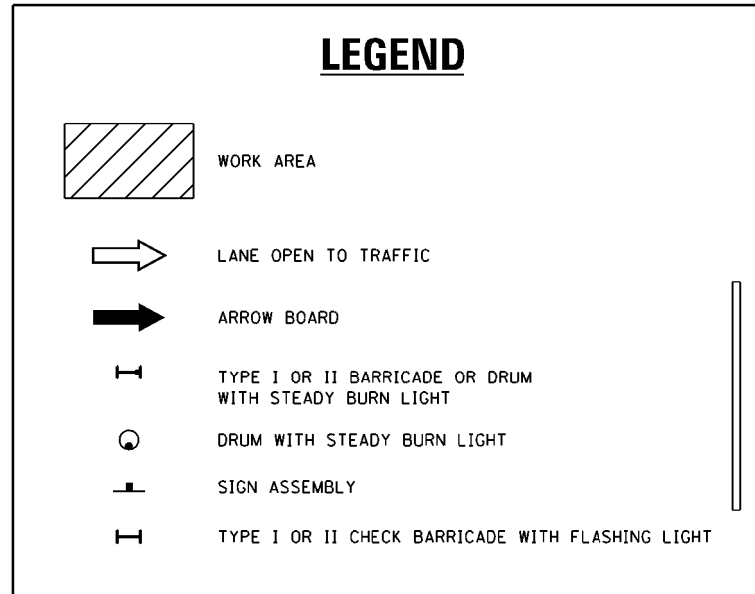 LEGEND
WORK AREA
LANE OPEN TO TRAFFIC
ARROW BOARD
TYPE I OR II BARRICADE OR DRUM
WITH STEADY BURN LIGHT
DRUM WITH STEADY BURN LIGHT
SIGN ASSEMBLY
TYPE I OR II CHECK BARRICADE WITH FLASHING LIGHT